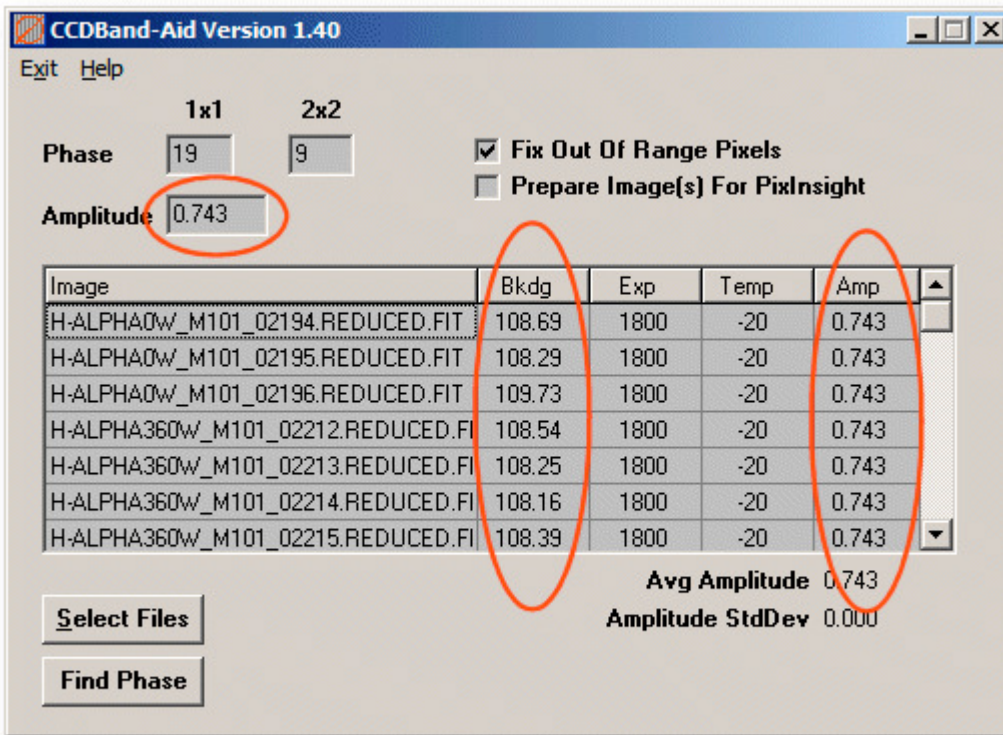 CCDBand-Aid Version 1.40
Exit Help
1x1 2x2
Phase 19 9
Fix Out Of Range Pixels
Prepare Image(s) For PixInsight
Amplitude 0.743
Image Bkdg Exp Temp Amp
H-ALPHA0W_M101_02194.REDUCED.FIT 108.69 1800 -20 0.743
H-ALPHA0W_M101_02195.REDUCED.FIT 108.29 1800 -20 0.743
H-ALPHA0W_M101_02196.REDUCED.FIT 109.73 1800 -20 0.743
H-ALPHA360W_M101_02212.REDUCED.FI 108.54 1800 -20 0.743
H-ALPHA360W_M101_02213.REDUCED.FI 108.25 1800 -20 0.743
H-ALPHA360W_M101_02214.REDUCED.FI 108.16 1800 -20 0.743
H-ALPHA360W_M101_02215.REDUCED.FI 108.39 1800 -20 0.743
Avg Amplitude 0.743
Amplitude StdDev 0.000
Select Files
Find Phase